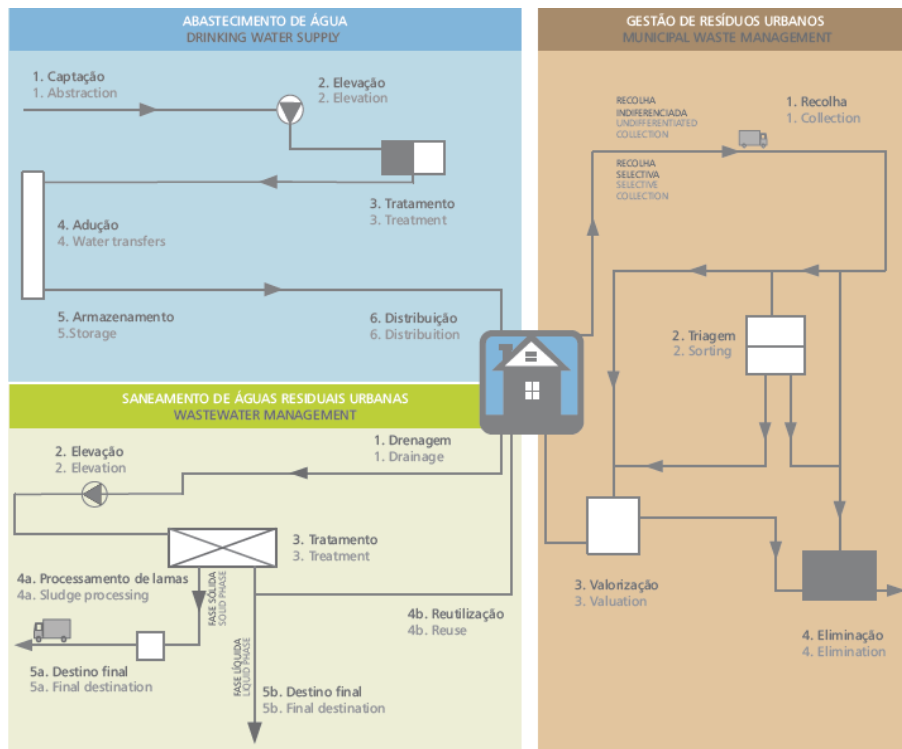 ABASTECIMENTO DE ÁGUA
DRINKING WATER SUPPLY
1. Captação
1. Abstraction
2. Elevação
2. Elevation
3. Tratamento
3. Treatment
4. Adução
4. Water transfers
5. Armazenamento
5.Storage
6. Distribuição
6. Distribuition
SANEAMENTO DE ÁGUAS RESIDUAIS URBANAS
WASTEWATER MANAGEMENT
1. Drenagem
1. Drainage
2. Elevação
2. Elevation
3. Tratamento
3. Treatment
4a. Processamento de lamas
4a. Sludge processing
FASE SÓLIDA
SOLID PHASE
4b. Reutilização
4b. Reuse
5a. Destino final
5a. Final destination
FASE LÍQUIDA
LIQUID PHASE
5b. Destino final
5b. Final destination
GESTÃO DE RESÍDUOS URBANOS
MUNICIPAL WASTE MANAGEMENT
RECOLHA
INDIFERENCIADA
UNDIFFERENTIATED
COLLECTION
1. Recolha
1. Collection
RECOLHA
SELECTIVA
SELECTIVE
COLLECTION
2. Triagem
2. Sorting
3. Valorização
3. Valuation
4. Eliminação
4. Elimination